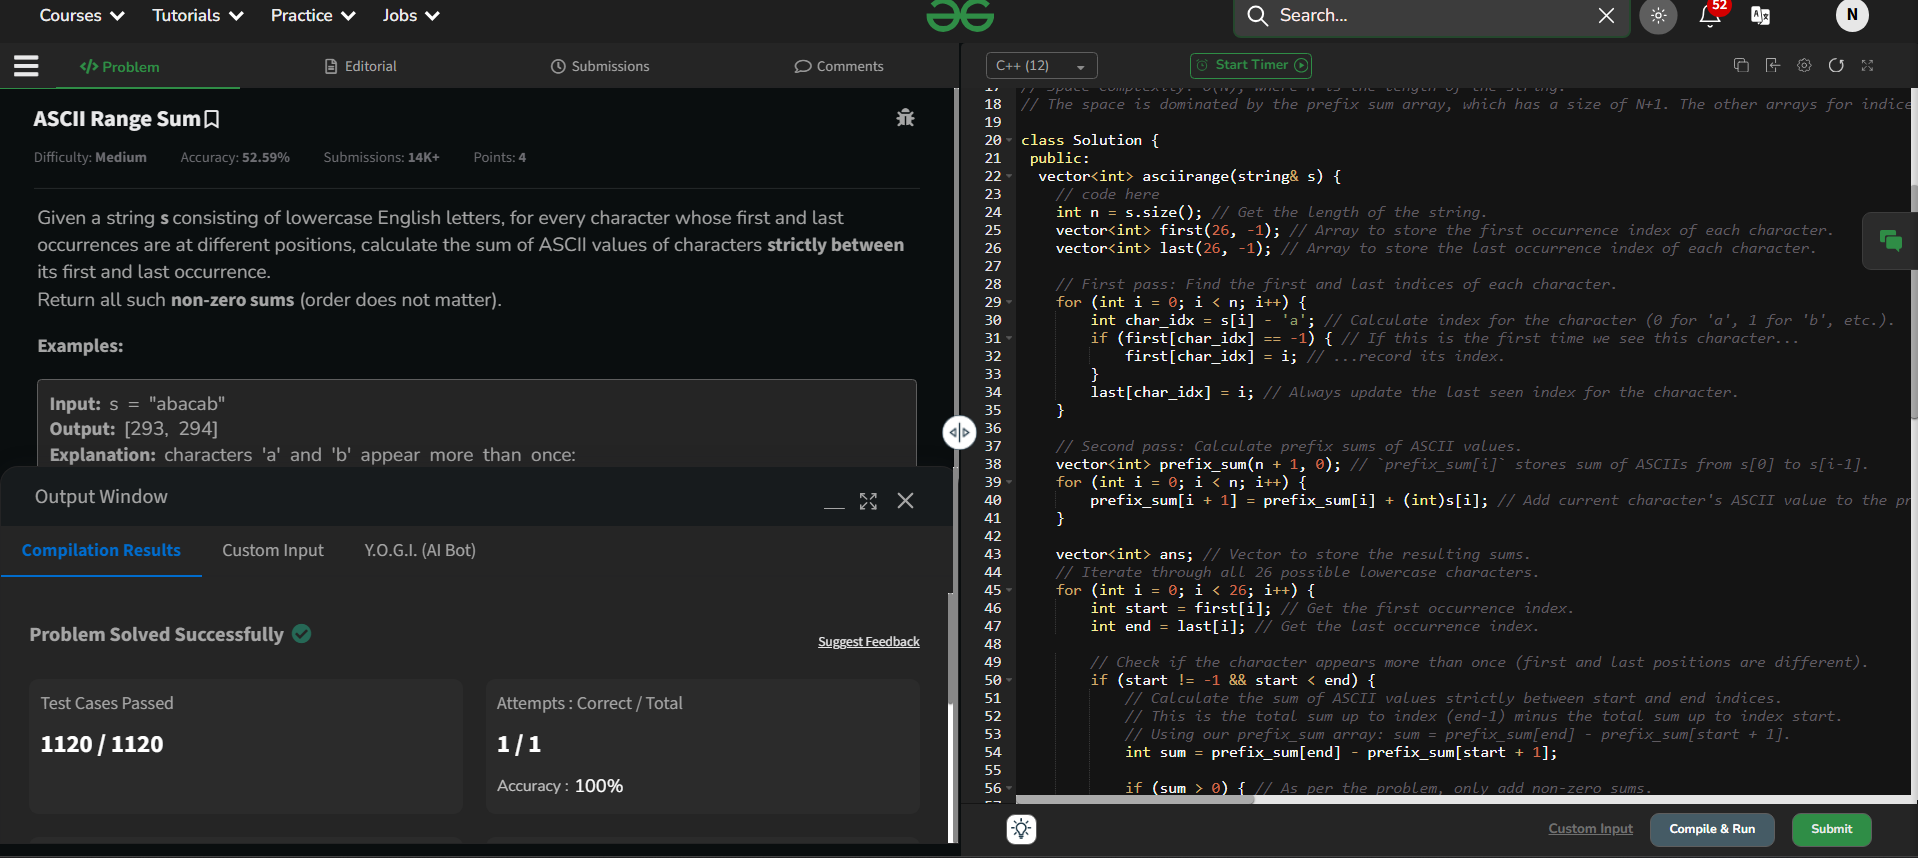 Courses Tutorials Practice Jobs
Search...
52
N
Problem Editorial Submissions Comments
C++ (12) Start Timer
ASCII Range Sum
Difficulty: Medium Accuracy: 52.59% Submissions: 14K+ Points: 4
Given a string s consisting of lowercase English letters, for every character whose first and last
occurrences are at different positions, calculate the sum of ASCII values of characters strictly between
its first and last occurrence.
Return all such non-zero sums (order does not matter).
Examples:
Input: s = "abacab"
Output: [293, 294]
Explanation: characters 'a' and 'b' appear more than once:
Output Window
Compilation Results Custom Input Y.O.G.I. (AI Bot)
Problem Solved Successfully
Suggest Feedback
Test Cases Passed
1120 / 1120
Attempts : Correct / Total
1 / 1
Accuracy : 100%
17 // Space Complexity: O(N), where N is the length of the string.
18 // The space is dominated by the prefix sum array, which has a size of N+1. The other arrays for indice
19
20 class Solution {
21 public:
22 vector<int> asciirange(string& s) {
23 // code here
24 int n = s.size(); // Get the length of the string.
25 vector<int> first(26, -1); // Array to store the first occurrence index of each character.
26 vector<int> last(26, -1); // Array to store the last occurrence index of each character.
27
28 // First pass: Find the first and last indices of each character.
29 for (int i = 0; i < n; i++) {
30 int char_idx = s[i] - 'a'; // Calculate index for the character (0 for 'a', 1 for 'b', etc.).
31 if (first[char_idx] == -1) { // If this is the first time we see this character...
32 first[char_idx] = i; // ...record its index.
33 }
34 last[char_idx] = i; // Always update the last seen index for the character.
35 }
36
37 // Second pass: Calculate prefix sums of ASCII values.
38 vector<int> prefix_sum(n + 1, 0); // `prefix_sum[i]` stores sum of ASCIIs from s[0] to s[i-1].
39 for (int i = 0; i < n; i++) {
40 prefix_sum[i + 1] = prefix_sum[i] + (int)s[i]; // Add current character's ASCII value to the pr
41 }
42
43 vector<int> ans; // Vector to store the resulting sums.
44 // Iterate through all 26 possible lowercase characters.
45 for (int i = 0; i < 26; i++) {
46 int start = first[i]; // Get the first occurrence index.
47 int end = last[i]; // Get the last occurrence index.
48
49 // Check if the character appears more than once (first and last positions are different).
50 if (start != -1 && start < end) {
51 // Calculate the sum of ASCII values strictly between start and end indices.
52 // This is the total sum up to index (end-1) minus the total sum up to index start.
53 // Using our prefix_sum array: sum = prefix_sum[end] - prefix_sum[start + 1].
54 int sum = prefix_sum[end] - prefix_sum[start + 1];
55
56 if (sum > 0) { // As per the problem, only add non-zero sums.
Custom Input Compile & Run Submit